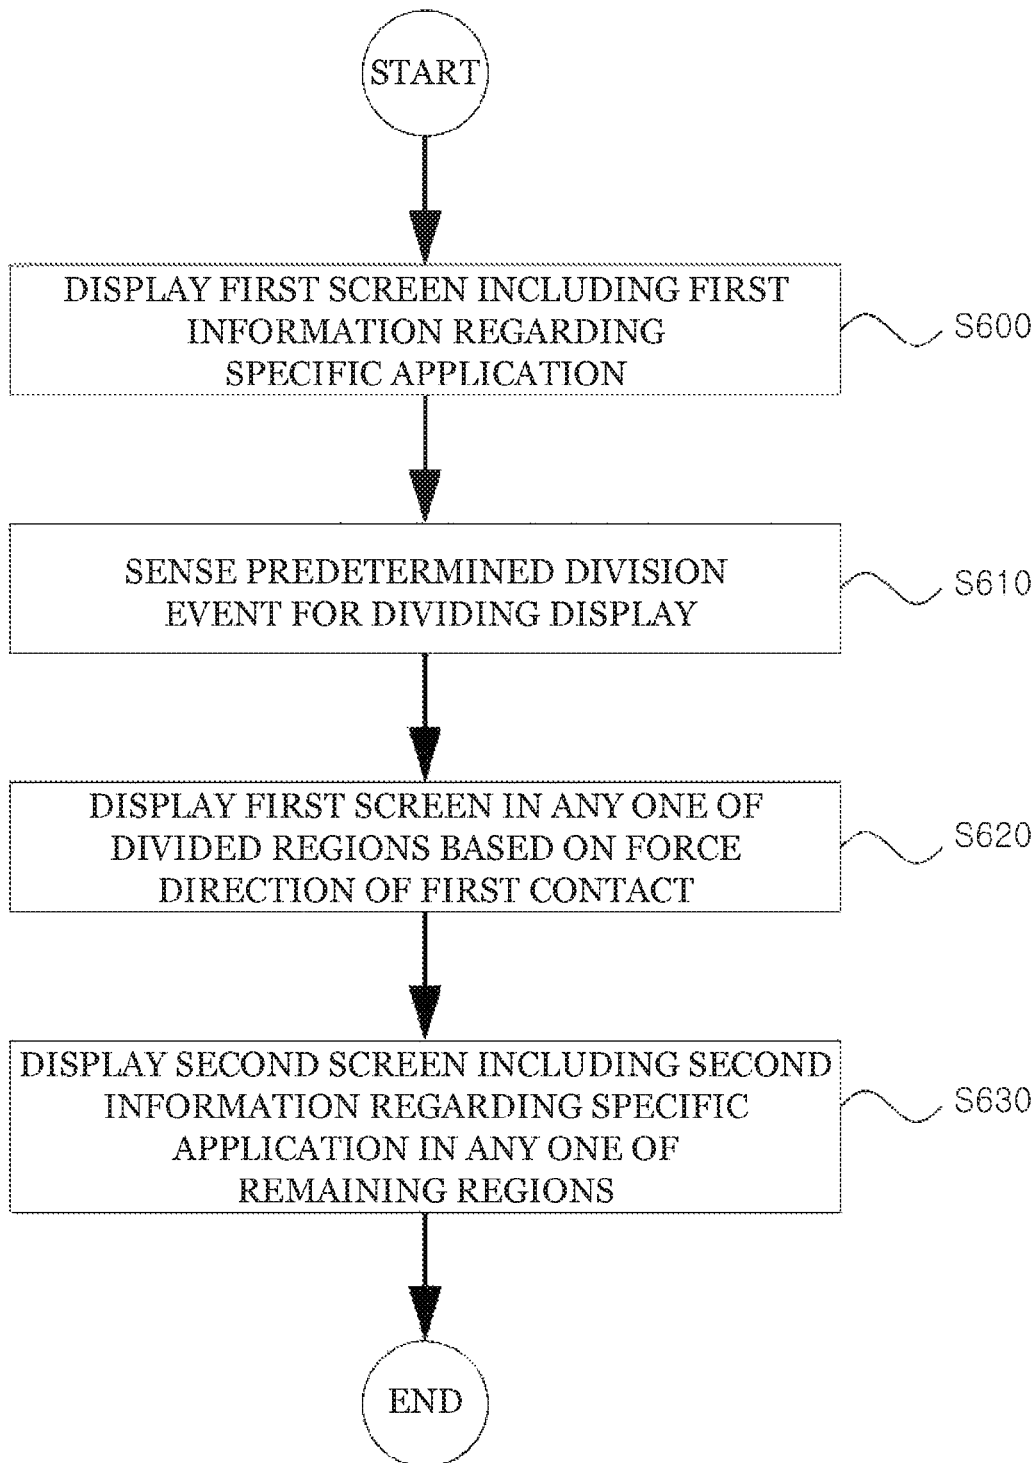 START
DISPLAY FIRST SCREEN INCLUDING FIRST
INFORMATION REGARDING
SPECIFIC APPLICATION
S600
SENSE PREDETERMINED DIVISION
EVENT FOR DIVIDING DISPLAY
S610
DISPLAY FIRST SCREEN IN ANY ONE OF
DIVIDED REGIONS BASED ON FORCE
DIRECTION OF FIRST CONTACT
S620
DISPLAY SECOND SCREEN INCLUDING SECOND
INFORMATION REGARDING SPECIFIC
APPLICATION IN ANY ONE OF
REMAINING REGIONS
S630
END